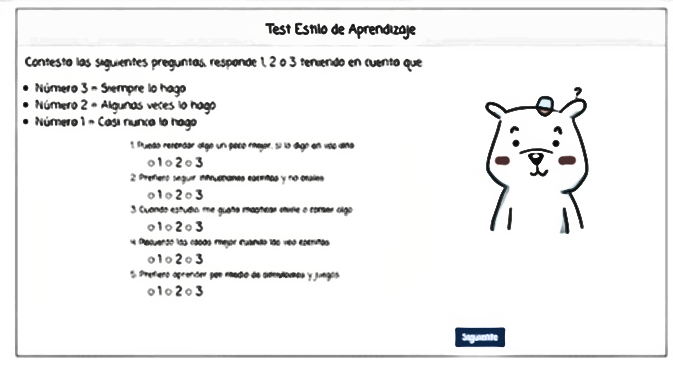 Test Estilo de Aprendizaje
Contesta las siguientes preguntas, responde 1, 2 o 3 teniendo en cuenta que
Número 3 = Siempre lo hago
Número 2 = Algunas veces lo hago
Número 1 = Casi nunca lo hago
1. Puedo recordar algo un poco mejor, si lo digo en voz alta
1 2 3
2. Prefiero seguir instrucciones escritas y no orales
1 2 3
3. Cuando estudio me gusta masticar chicle o comer algo
1 2 3
4. Recuerdo las cosas mejor cuando las veo escritas
1 2 3
5. Prefiero aprender por medio de simulacros y juegos
1 2 3
?
Siguiente